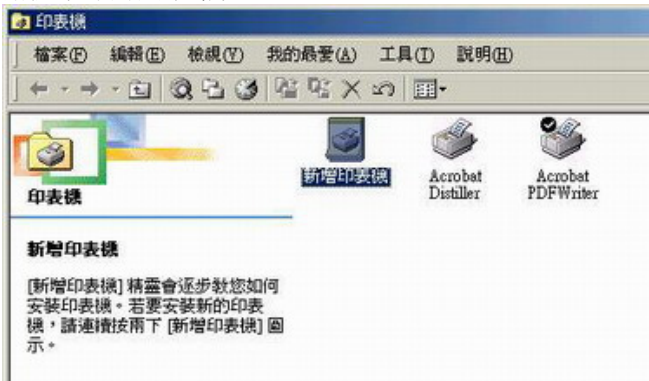 印表機
檔案(F) 編輯(E) 檢視(V) 我的最愛(A) 工具(T) 說明(H)
新增印表機
Acrobat
Distiller
Acrobat
PDFWriter
印表機
新增印表機
[新增印表機] 精靈會逐步教您如何
安裝印表機。若要安裝新的印表
機，請連續按兩下 [新增印表機] 圖
示。